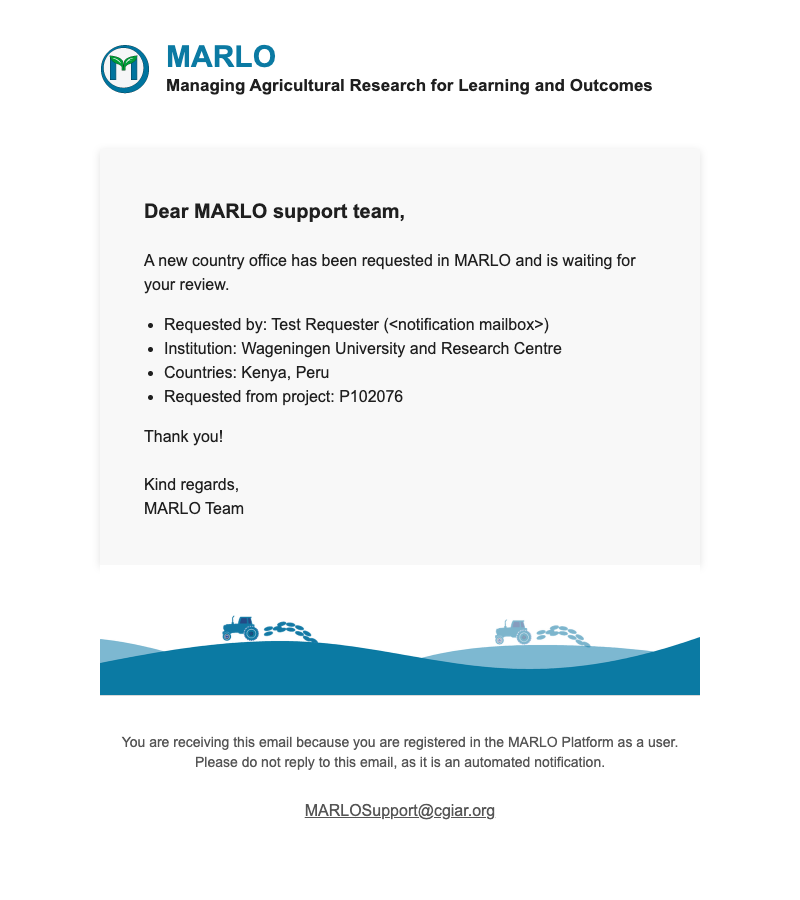 MARLO
Managing Agricultural Research for Learning and Outcomes
Dear MARLO support team,
A new country office has been requested in MARLO and is waiting for
your review.
• Requested by: Test Requester (<notification mailbox>)
• Institution: Wageningen University and Research Centre
• Countries: Kenya, Peru
• Requested from project: P102076
Thank you!
Kind regards,
MARLO Team
You are receiving this email because you are registered in the MARLO Platform as a user.
Please do not reply to this email, as it is an automated notification.
MARLOSupport@cgiar.org